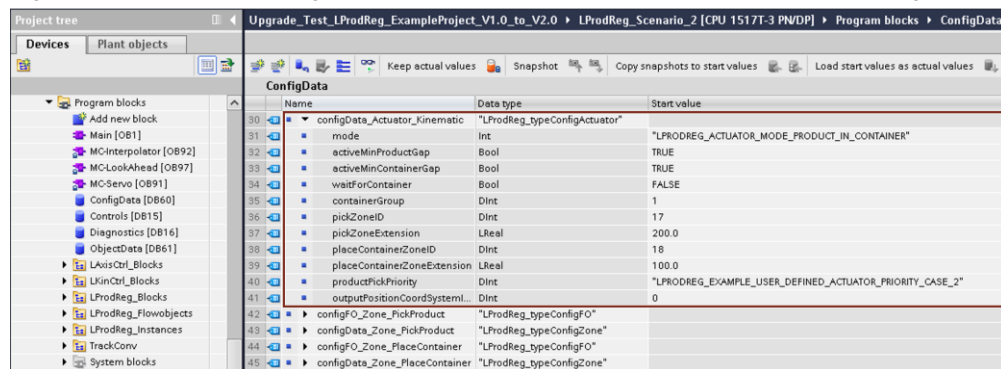 Project tree
Upgrade_Test_LProdReg_ExampleProject_V1.0_to_V2.0 ▸ LProdReg_Scenario_2 [CPU 1517T-3 PN/DP] ▸ Program blocks ▸ ConfigData
Devices
Plant objects
Keep actual values Snapshot Copy snapshots to start values Load start values as actual values
ConfigData
Name Data type Start value
Program blocks
Add new block
Main [OB1]
MC-Interpolator [OB92]
MC-LookAhead [OB97]
MC-Servo [OB91]
ConfigData [DB60]
Controls [DB15]
Diagnostics [DB16]
ObjectData [DB61]
LAxisCtrl_Blocks
LKinCtrl_Blocks
LProdReg_Blocks
LProdReg_Flowobjects
LProdReg_Instances
TrackConv
System blocks
30 configData_Actuator_Kinematic "LProdReg_typeConfigActuator"
31 mode Int "LPRODREG_ACTUATOR_MODE_PRODUCT_IN_CONTAINER"
32 activeMinProductGap Bool TRUE
33 activeMinContainerGap Bool TRUE
34 waitForContainer Bool FALSE
35 containerGroup DInt 1
36 pickZoneID DInt 17
37 pickZoneExtension LReal 200.0
38 placeContainerZoneID DInt 18
39 placeContainerZoneExtension LReal 100.0
40 productPickPriority DInt "LPRODREG_EXAMPLE_USER_DEFINED_ACTUATOR_PRIORITY_CASE_2"
41 outputPositionCoordSystemI... DInt 0
42 configFO_Zone_PickProduct "LProdReg_typeConfigFO"
43 configData_Zone_PickProduct "LProdReg_typeConfigZone"
44 configFO_Zone_PlaceContainer "LProdReg_typeConfigFO"
45 configData_Zone_PlaceContainer "LProdReg_typeConfigZone"